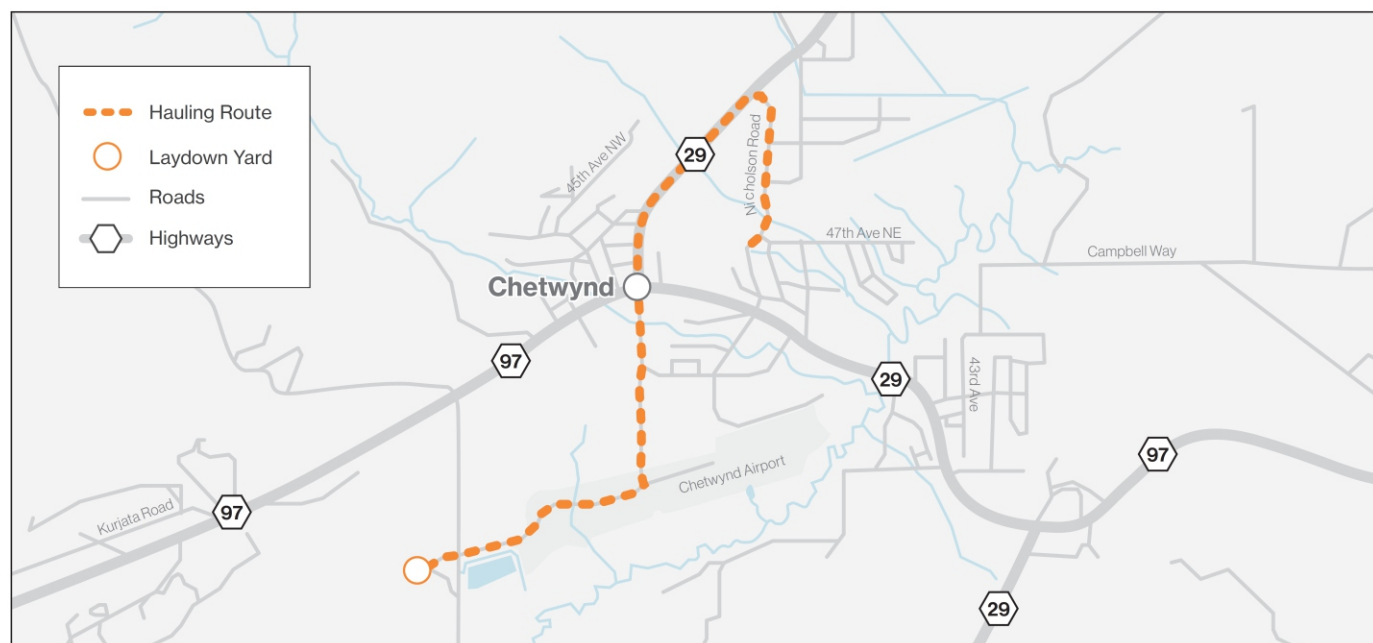 Hauling Route
Laydown Yard
Roads
Highways
45th Ave NW
29
Nicholson Road
47th Ave NE
Campbell Way
Chetwynd
97
29
43rd Ave
97
Chetwynd Airport
Kurjata Road
97
29